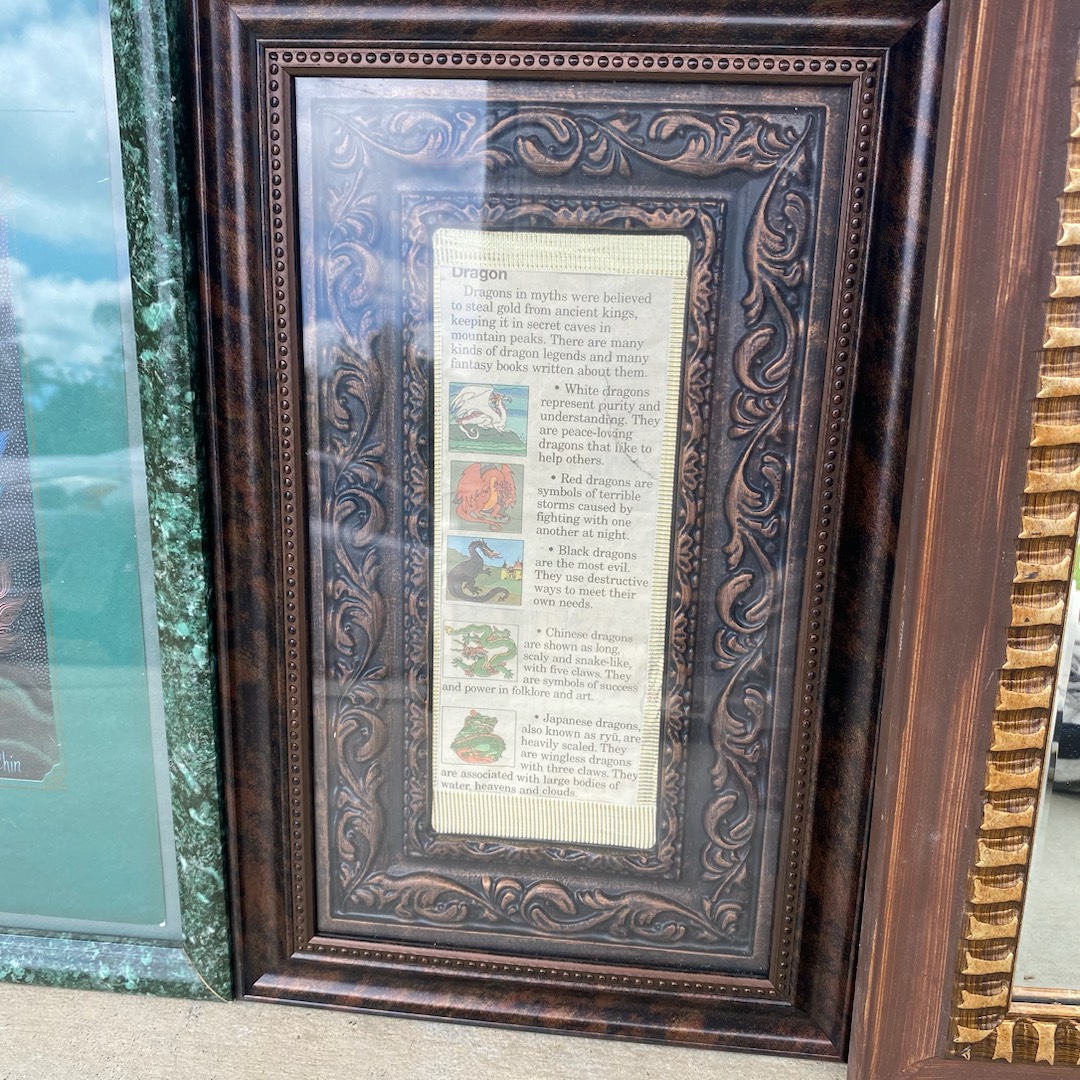 Dragon
Dragons in myths were believed
to steal gold from ancient kings,
keeping it in secret caves in
mountain peaks. There are many
kinds of dragon legends and many
fantasy books written about them.
• White dragons
represent purity and
understanding. They
are peace-loving
dragons that like to
help others.
• Red dragons are
symbols of terrible
storms caused by
fighting with one
another at night.
• Black dragons
are the most evil.
They use destructive
ways to meet their
own needs.
• Chinese dragons
are shown as long,
scaly and snake-like,
with five claws. They
are symbols of success
and power in folklore and art.
• Japanese dragons,
also known as ryū, are
heavily scaled. They
are wingless dragons
with three claws. They
are associated with large bodies of
water, heavens and clouds.